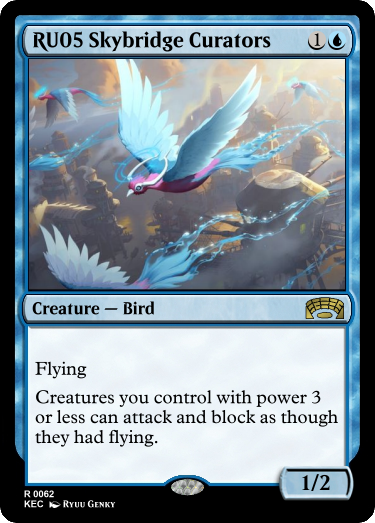 RU05 Skybridge Curators 1
Creature — Bird
Flying
Creatures you control with power 3
or less can attack and block as though
they had flying.
1/2
R 0062
KEC Ryuu Genky